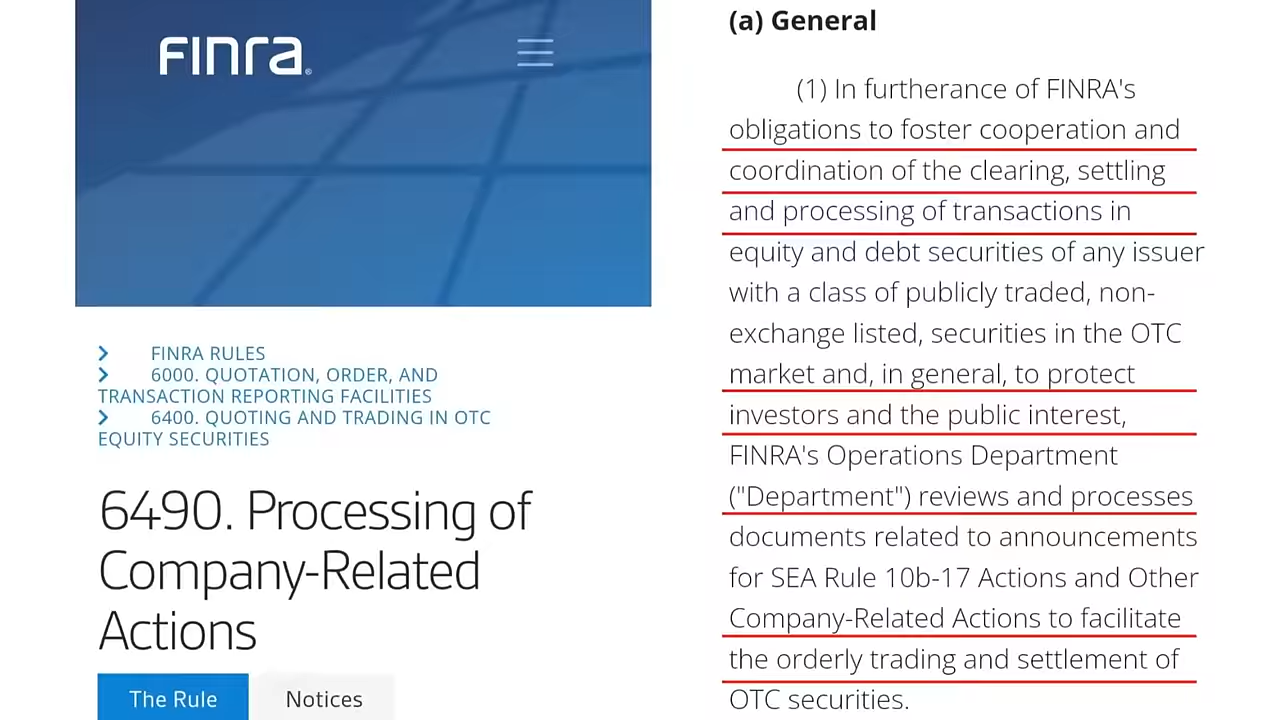 FINRA®
FINRA RULES
6000. QUOTATION, ORDER, AND
TRANSACTION REPORTING FACILITIES
6400. QUOTING AND TRADING IN OTC
EQUITY SECURITIES
6490. Processing of
Company-Related
Actions
The Rule
Notices
(a) General
(1) In furtherance of FINRA's
obligations to foster cooperation and
coordination of the clearing, settling
and processing of transactions in
equity and debt securities of any issuer
with a class of publicly traded, non-
exchange listed, securities in the OTC
market and, in general, to protect
investors and the public interest,
FINRA's Operations Department
("Department") reviews and processes
documents related to announcements
for SEA Rule 10b-17 Actions and Other
Company-Related Actions to facilitate
the orderly trading and settlement of
OTC securities.